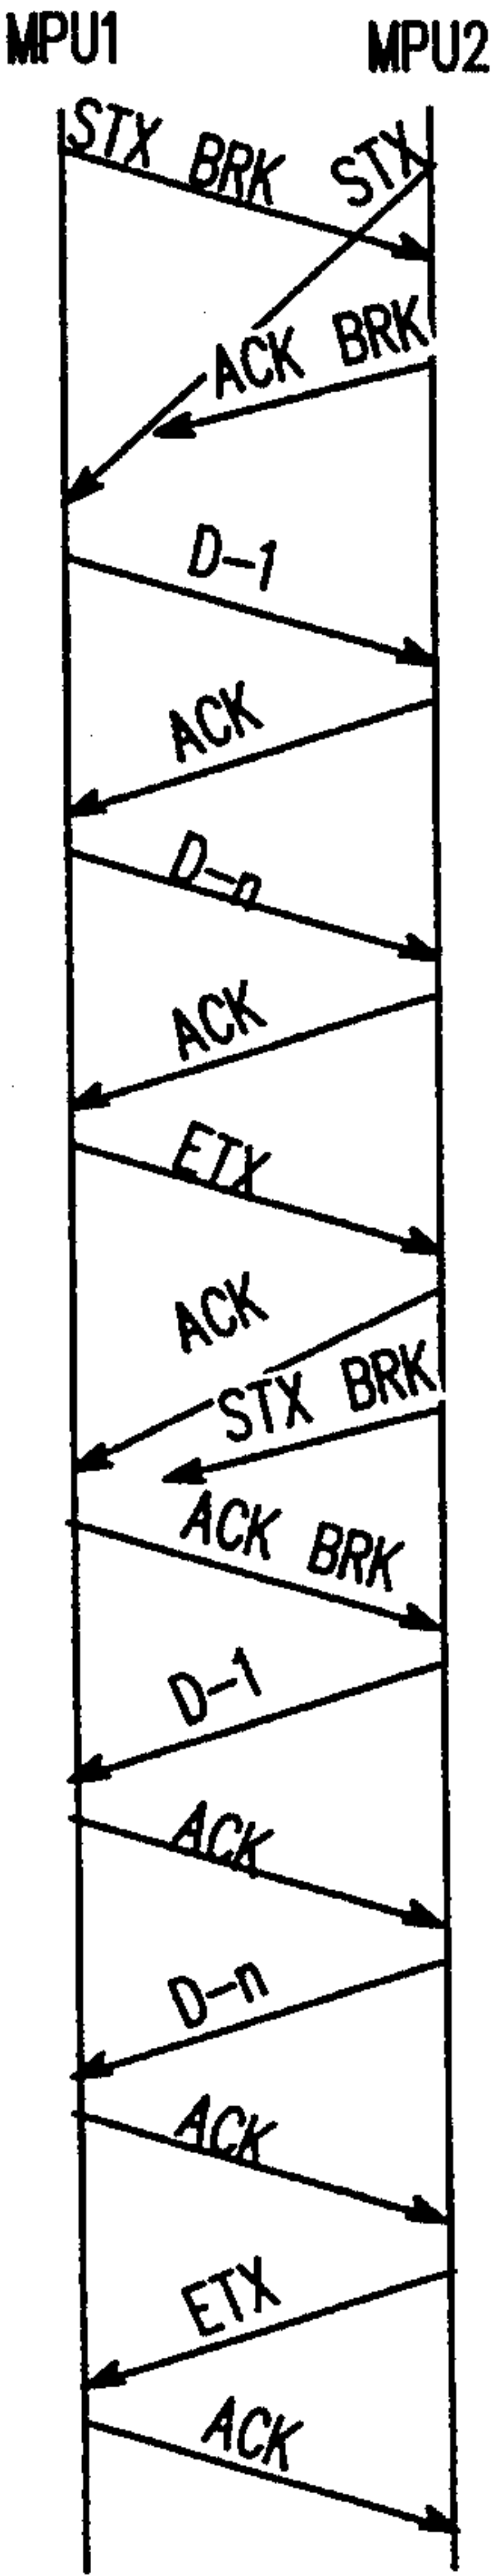 MPU1 MPU2
STX BRK STX
ACK BRK
D-1
ACK
D-n
ACK
ETX
ACK
STX BRK
ACK BRK
D-1
ACK
D-n
ACK
ETX
ACK